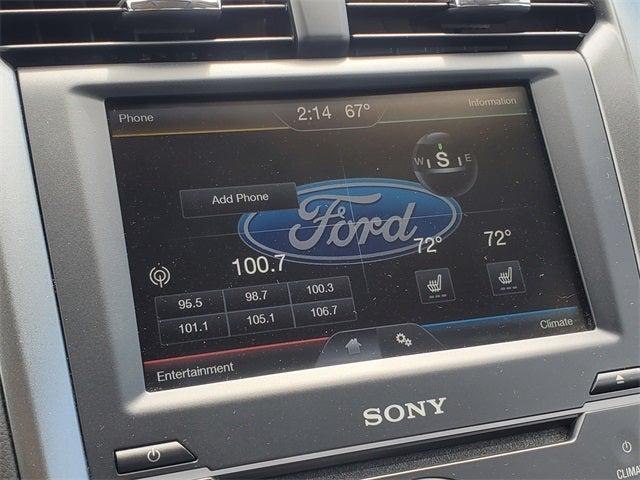 Phone
2:14 67°
Information
W S E
Add Phone
Ford
72°
72°
100.7
95.5 98.7 100.3
101.1 105.1 106.7
Entertainment
Climate
SONY
CLIMA